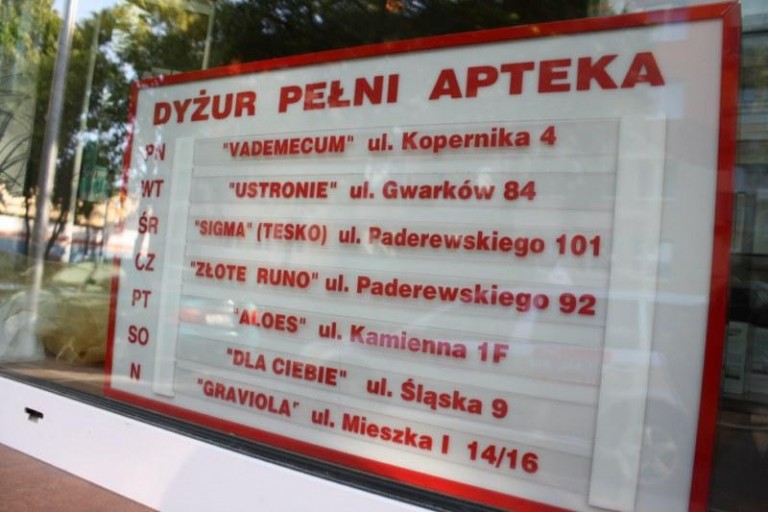 DYŻUR PEŁNI APTEKA
PN "VADEMECUM" ul. Kopernika 4
WT "USTRONIE" ul. Gwarków 84
ŚR "SIGMA" (TESKO) ul. Paderewskiego 101
CZ "ZŁOTE RUNO" ul. Paderewskiego 92
PT "ALOES" ul. Kamienna 1F
SO "DLA CIEBIE" ul. Śląska 9
N "GRAVIOLA" ul. Mieszka I 14/16